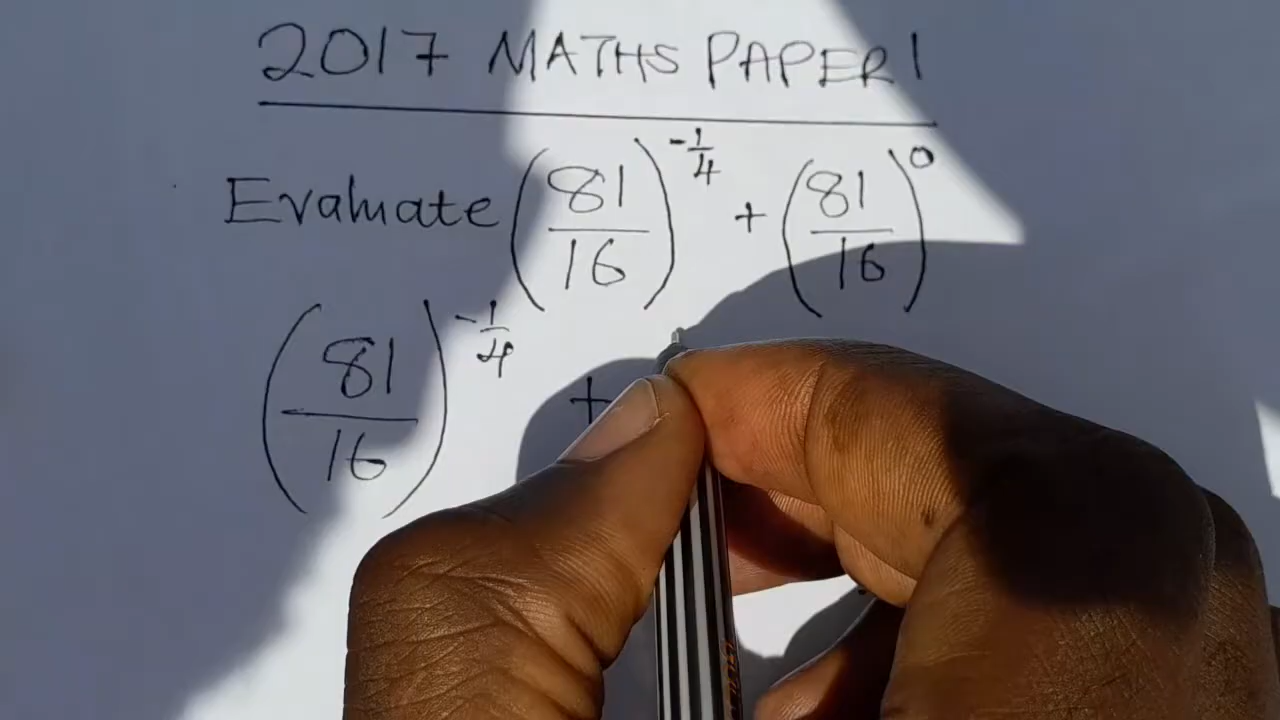 2017 MATHS PAPER 1
Evaluate (81/16)^(-1/4) + (81/16)^0
(81/16)^(-1/4) +